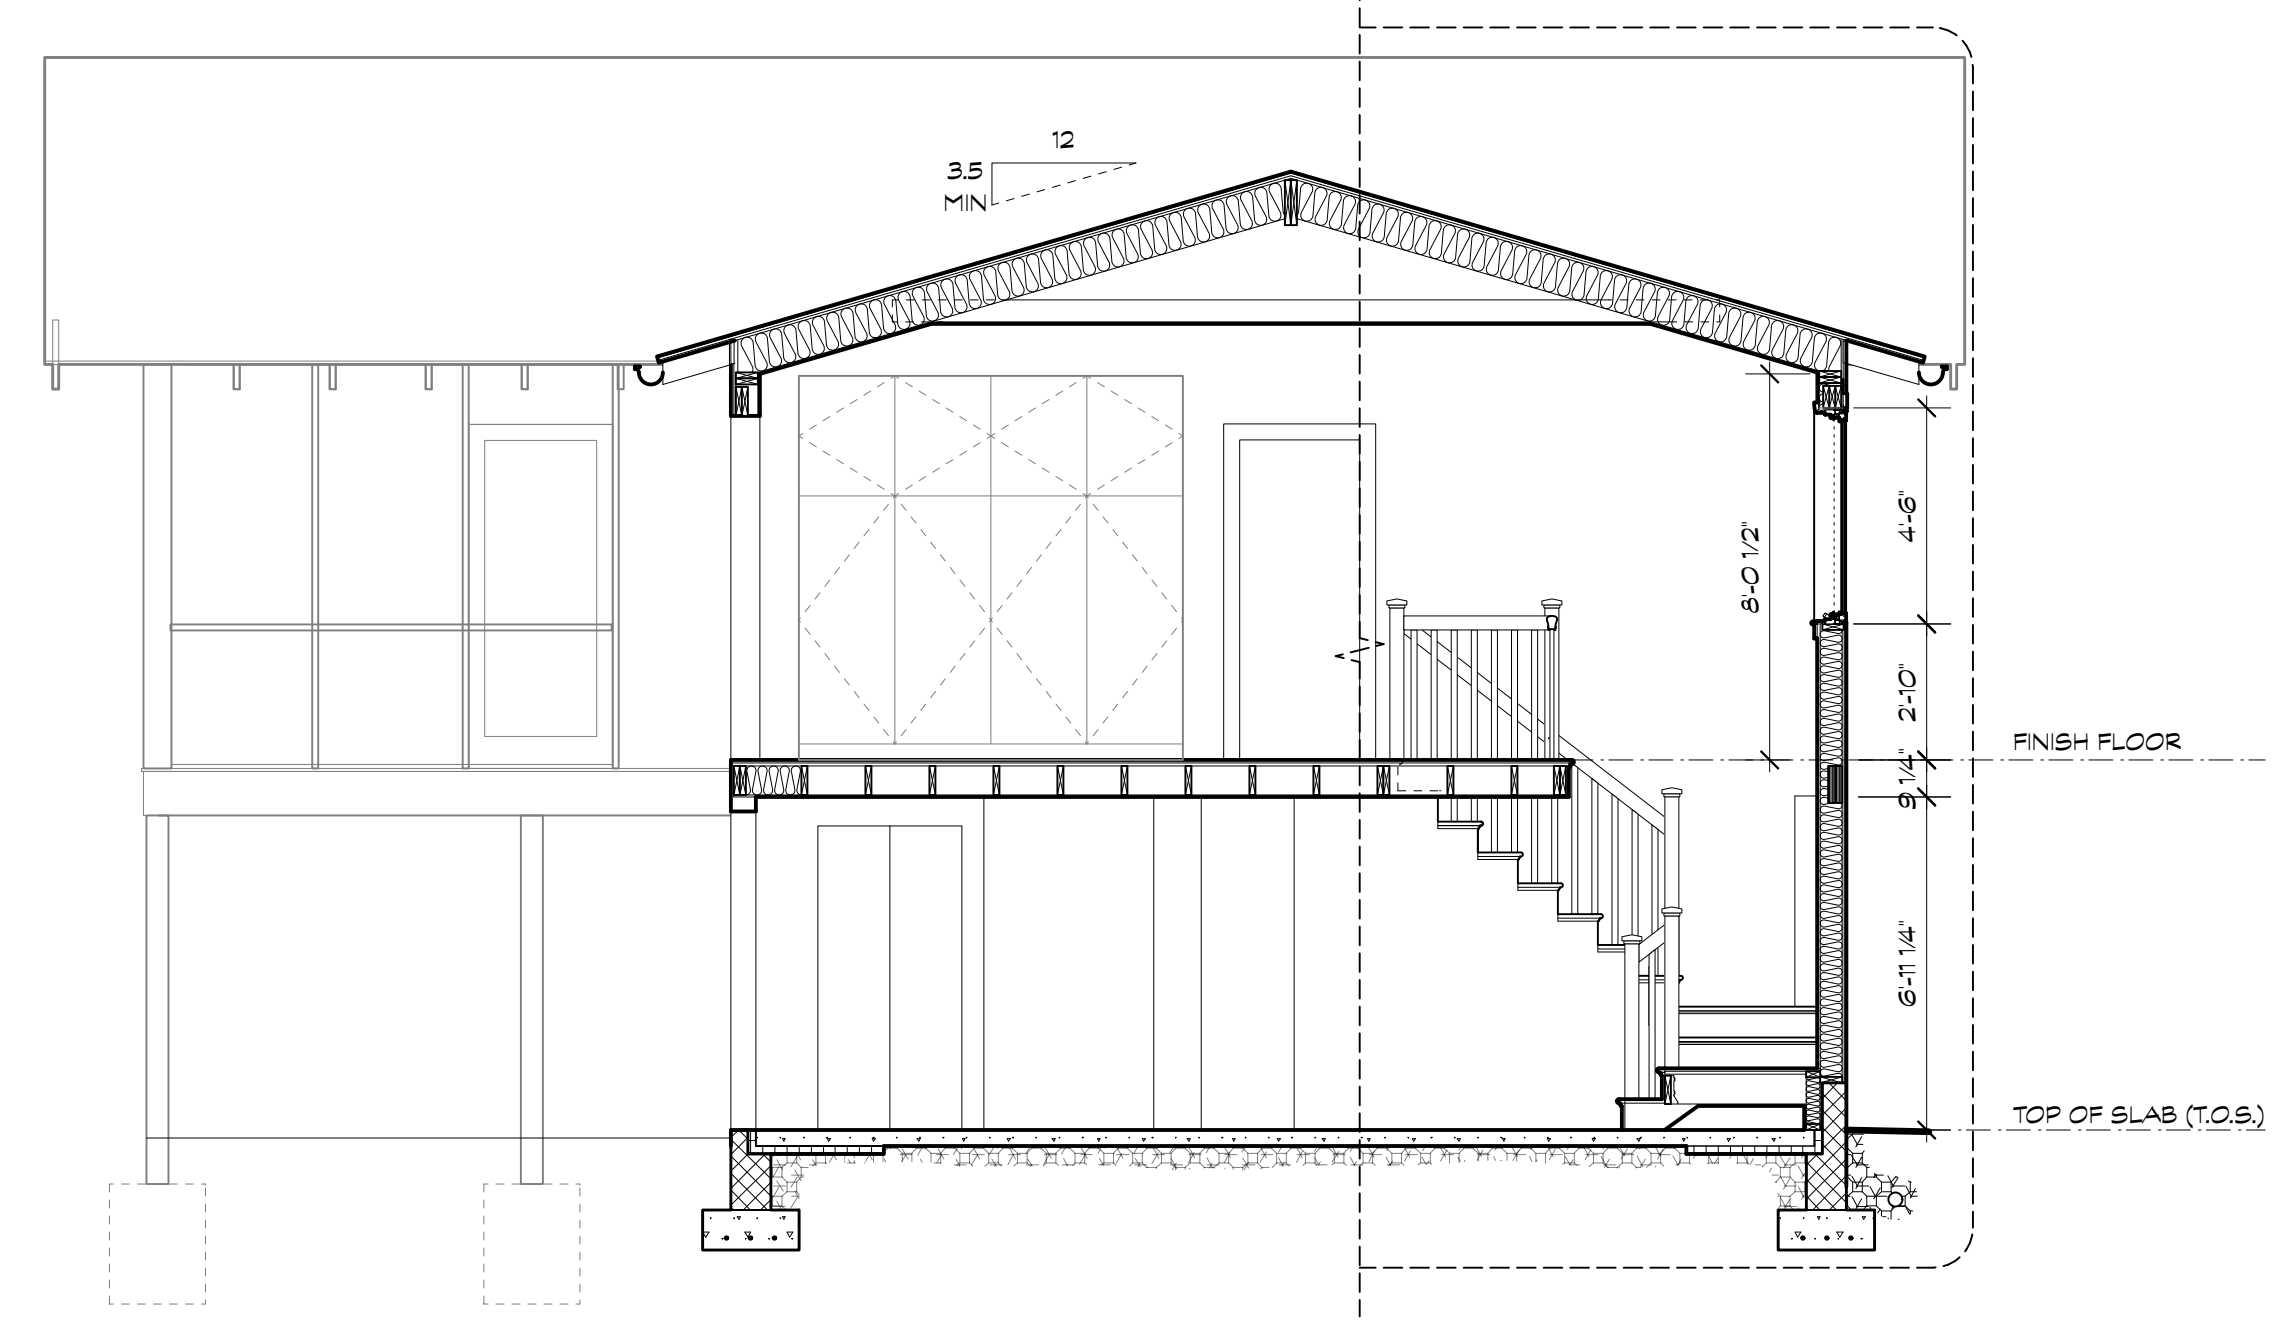 12
3.5
MIN
8'-0 1/2"
4'-6"
2'-10"
FINISH FLOOR
9 1/4"
6'-11 1/4"
TOP OF SLAB (T.O.S.)